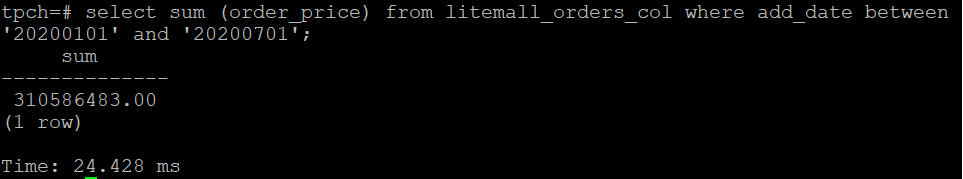 tpch=# select sum (order_price) from litemall_orders_col where add_date between
'20200101' and '20200701';
sum
--------------
310586483.00
(1 row)
Time: 24.428 ms